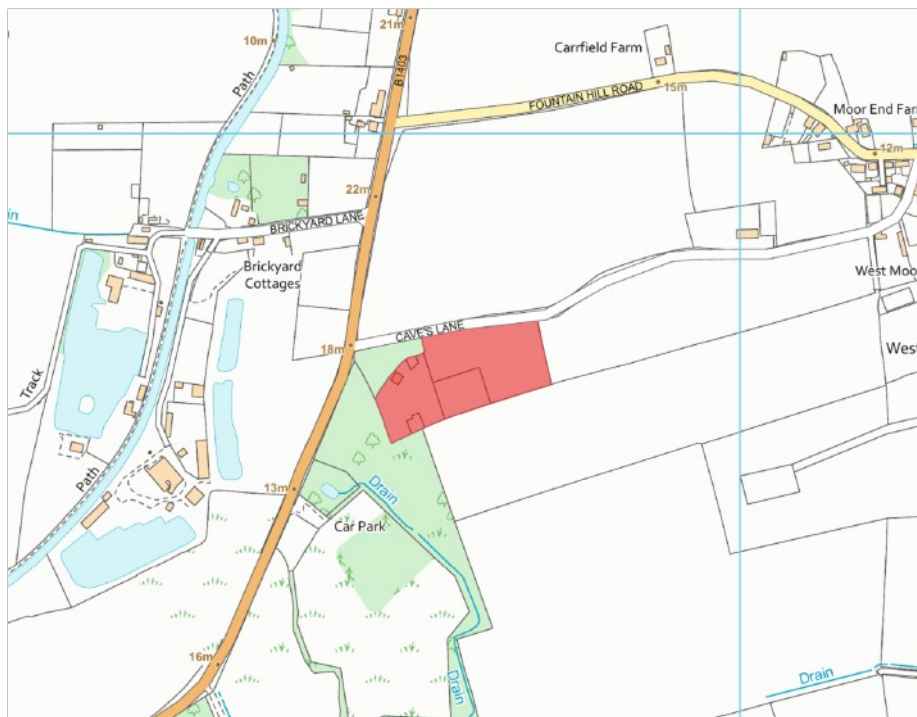 21m
10m
Carrfield Farm
B1403
Path
FOUNTAIN HILL ROAD
15m
Moor End Far
12m
22m
in
BRICKYARD LANE
Brickyard
Cottages
West Moo
CAVE'S LANE
18m
West
Track
Path
13m
Drain
Car Park
16m
Drain
Drain